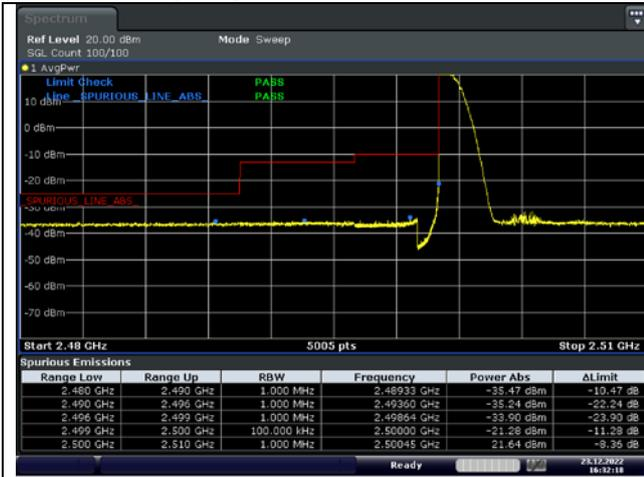 Spectrum
Ref Level 20.00 dBm Mode Sweep
SGL Count 100/100
1 AvgPwr
Limit Check PASS
Line _SPURIOUS_LINE_ABS_ PASS
10 dBm
0 dBm
-10 dBm
-20 dBm
_SPURIOUS_LINE_ABS_
-30 dBm
-40 dBm
-50 dBm
-60 dBm
-70 dBm
Start 2.48 GHz 5005 pts Stop 2.51 GHz
Spurious Emissions
Range Low Range Up RBW Frequency Power Abs ΔLimit
2.480 GHz 2.490 GHz 1.000 MHz 2.48933 GHz -35.47 dBm -10.47 dB
2.490 GHz 2.496 GHz 1.000 MHz 2.49360 GHz -35.24 dBm -22.24 dB
2.496 GHz 2.499 GHz 1.000 MHz 2.49864 GHz -33.90 dBm -23.90 dB
2.499 GHz 2.500 GHz 100.000 kHz 2.50000 GHz -21.28 dBm -11.28 dB
2.500 GHz 2.510 GHz 1.000 MHz 2.50045 GHz 21.64 dBm -8.36 dB
Ready 23.12.2022
16:32:18